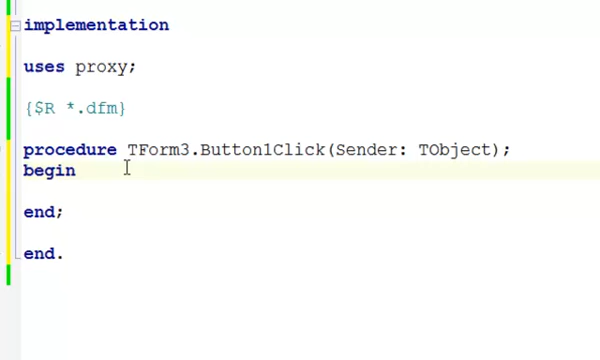 implementation
uses proxy;
{$R *.dfm}
procedure TForm3.Button1Click(Sender: TObject);
begin
end;
end.